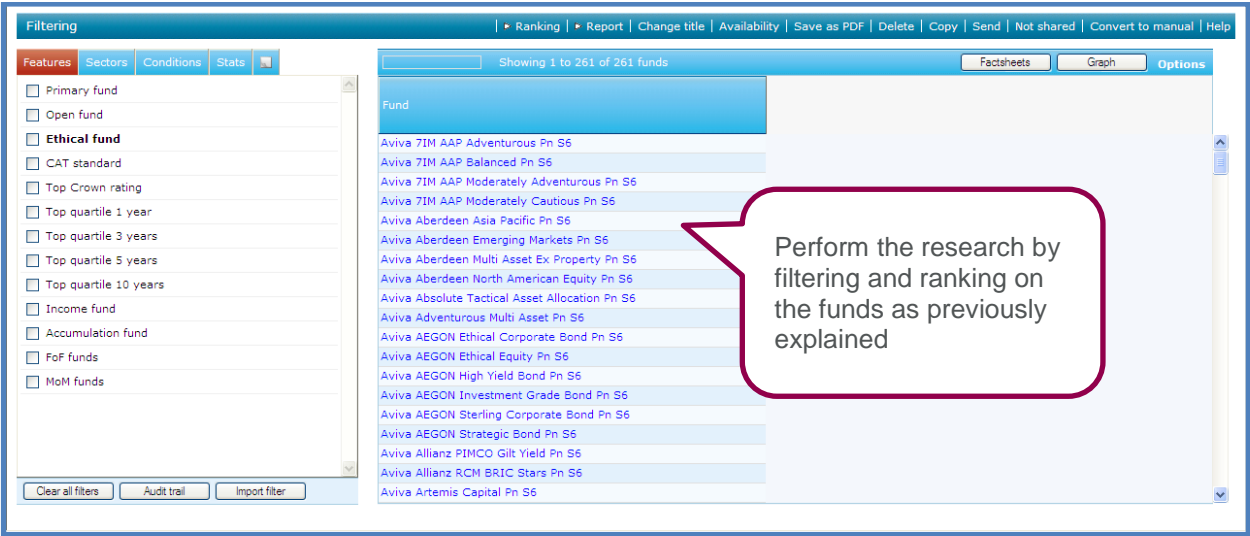 Filtering
Ranking | Report | Change title | Availability | Save as PDF | Delete | Copy | Send | Not shared | Convert to manual | Help
Features Sectors Conditions Stats
Showing 1 to 261 of 261 funds
Factsheets Graph Options
Primary fund
Open fund
Ethical fund
CAT standard
Top Crown rating
Top quartile 1 year
Top quartile 3 years
Top quartile 5 years
Top quartile 10 years
Income fund
Accumulation fund
FoF funds
MoM funds
Clear all filters Audit trail Import filter
Fund
Aviva 7IM AAP Adventurous Pn S6
Aviva 7IM AAP Balanced Pn S6
Aviva 7IM AAP Moderately Adventurous Pn S6
Aviva 7IM AAP Moderately Cautious Pn S6
Aviva Aberdeen Asia Pacific Pn S6
Aviva Aberdeen Emerging Markets Pn S6
Aviva Aberdeen Multi Asset Ex Property Pn S6
Aviva Aberdeen North American Equity Pn S6
Aviva Absolute Tactical Asset Allocation Pn S6
Aviva Adventurous Multi Asset Pn S6
Aviva AEGON Ethical Corporate Bond Pn S6
Aviva AEGON Ethical Equity Pn S6
Aviva AEGON High Yield Bond Pn S6
Aviva AEGON Investment Grade Bond Pn S6
Aviva AEGON Sterling Corporate Bond Pn S6
Aviva AEGON Strategic Bond Pn S6
Aviva Allianz PIMCO Gilt Yield Pn S6
Aviva Allianz RCM BRIC Stars Pn S6
Aviva Artemis Capital Pn S6
Perform the research by
filtering and ranking on
the funds as previously
explained